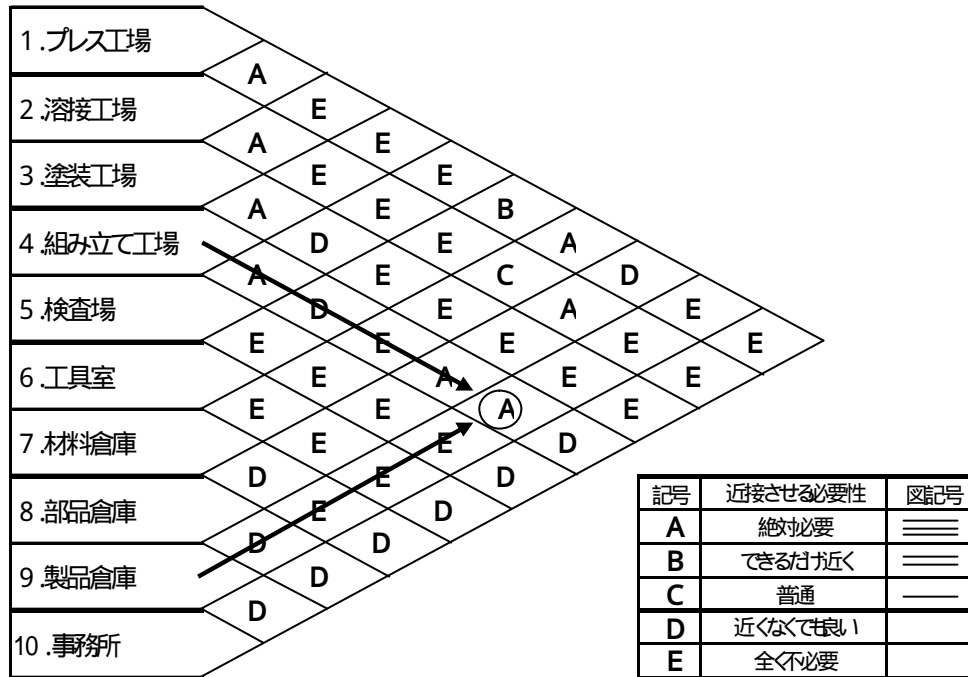 1.プレス工場
A
2.溶接工場 E
A E
3.塗装工場 E E
A E B
4.組み立て工場 D E A
A E C D
5.検査場 D E A E
E E E E E
6.工具室 E A E E
E E A E
7.材料倉庫 E E D
D E D
8.部品倉庫 E D
D D
9.製品倉庫 D
D
10.事務所
記号 近接させる必要性 図記号
A 絶対必要
B できるだけ近く
C 普通
D 近くなくても良い
E 全く不必要